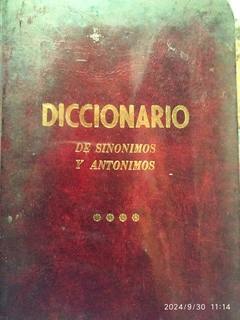 DICCIONARIO
DE SINONIMOS
Y ANTONIMOS
2024/9/30 11:14